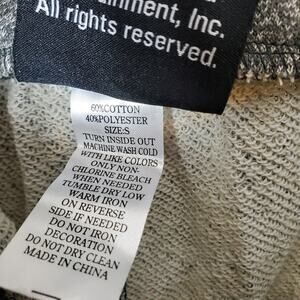 inment, Inc.
All rights reserved.
60%COTTON
40%POLYESTER
SIZE:S
TURN INSIDE OUT
MACHINE WASH COLD
WITH LIKE COLORS
ONLY NON-
CHLORINE BLEACH
WHEN NEEDED
TUMBLE DRY LOW
WARM IRON
ON REVERSE
SIDE IF NEEDED
DO NOT IRON
DECORATION
DO NOT DRY CLEAN
MADE IN CHINA